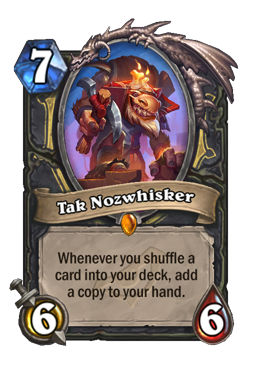 7
Tak Nozwhisker
Whenever you shuffle a
card into your deck, add
a copy to your hand.
6
6